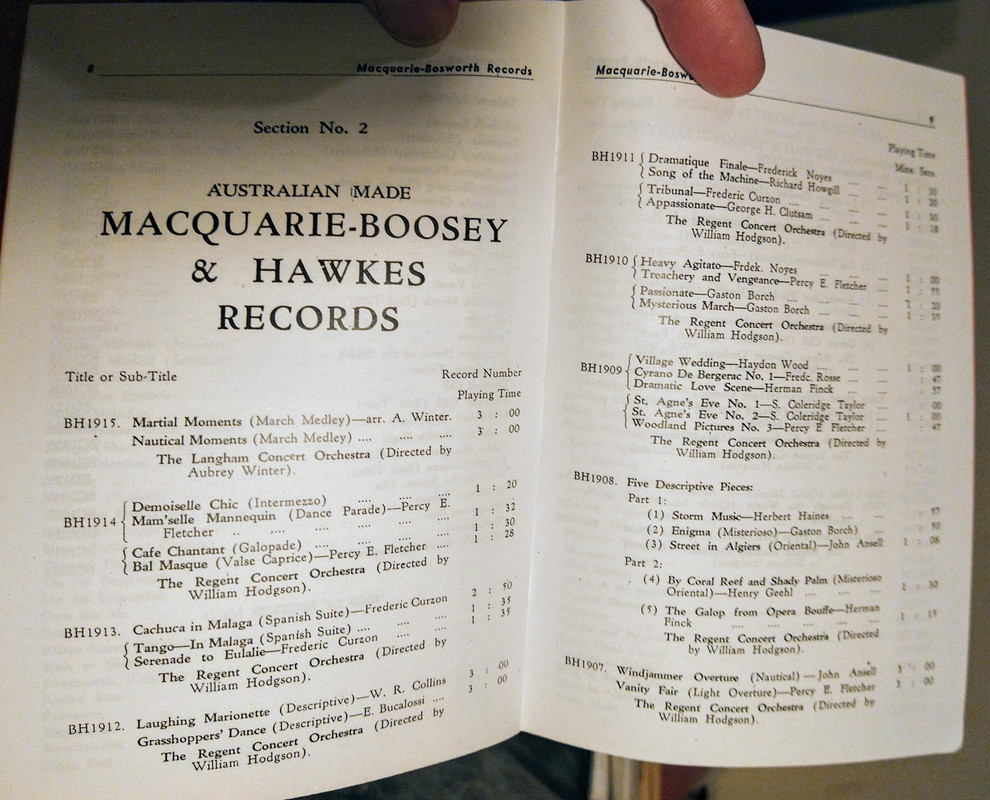 8 Macquarie-Bosworth Records
Section No. 2
AUSTRALIAN MADE
MACQUARIE-BOOSEY
& HAWKES
RECORDS
Title or Sub-Title Record Number
Playing Time
BH1915. Martial Moments (March Medley)—arr. A. Winter. 3 : 00
Nautical Moments (March Medley) .... .... .... 3 : 00
The Langham Concert Orchestra (Directed by
Aubrey Winter).
BH1914 { Demoiselle Chic (Intermezzo) .... .... .... 1 : 20
Mam'selle Mannequin (Dance Parade)—Percy E.
Fletcher .. .... .... .... .... 1 : 32
{ Cafe Chantant (Galopade) .... .... .... .... 1 : 30
Bal Masque (Valse Caprice)—Percy E. Fletcher .... 1 : 28
The Regent Concert Orchestra (Directed by
William Hodgson).
BH1913. Cachuca in Malaga (Spanish Suite)—Frederic Curzon 2 : 50
{ Tango—In Malaga (Spanish Suite) .... .... .... 1 : 35
Serenade to Eulalie—Frederic Curzon .... .... 1 : 35
The Regent Concert Orchestra (Directed by
William Hodgson).
BH1912. Laughing Marionette (Descriptive)—W. R. Collins 3 : 00
Grasshoppers' Dance (Descriptive)—E. Bucalossi .... 3 : 00
The Regent Concert Orchestra (Directed by
William Hodgson).
Macquarie-Bosw 9
Playing Time
Mins. Secs.
BH1911 { Dramatique Finale—Frederick Noyes
Song of the Machine—Richard Howgill
{ Tribunal—Frederic Curzon
Appassionate—George H. Clutsam 1 : 18
The Regent Concert Orchestra (Directed by
William Hodgson).
BH1910 { Heavy Agitato—Frdek. Noyes 1 : 00
Treachery and Vengeance—Percy E. Fletcher
{ Passionate—Gaston Borch
Mysterious March—Gaston Borch
The Regent Concert Orchestra (Directed by
William Hodgson).
BH1909 { Village Wedding—Haydon Wood 1 : 00
Cyrano De Bergerac No. 1—Fredc. Rosse : 47
Dramatic Love Scene—Herman Finck : 57
{ St. Agne's Eve No. 1—S. Coleridge Taylor
St. Agne's Eve No. 2—S. Coleridge Taylor 1 : 00
Woodland Pictures No. 3—Percy E Fletcher : 47
The Regent Concert Orchestra (Directed by
William Hodgson).
BH1908. Five Descriptive Pieces:
Part 1:
(1) Storm Music—Herbert Haines
(2) Enigma (Misterioso)—Gaston Borch)
(3) Street in Algiers (Oriental)—John Ansell
Part 2:
(4) By Coral Reef and Shady Palm (Misterioso
Oriental)—Henry Geehl .... 1 : 30
(5) The Galop from Opera Bouffe—Herman
Finck .... .... .... .... 1 : 15
The Regent Concert Orchestra (Directed
by William Hodgson).
BH1907. Windjammer Overture (Nautical) — John Ansell 3 : 00
Vanity Fair (Light Overture)—Percy E. Fletcher 3 : 00
The Regent Concert Orchestra (Directed by
William Hodgson).